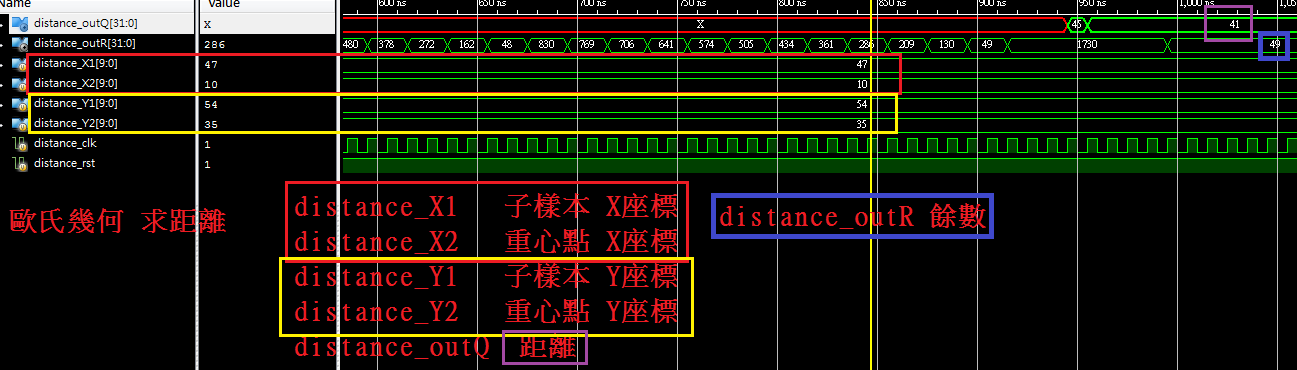 Name Value 600 ns 650 ns 700 ns 750 ns 800 ns 850 ns 900 ns 950 ns 1,000 ns
distance_outQ[31:0] X X 45 41
distance_outR[31:0] 286 480 378 272 162 48 830 769 706 641 574 505 434 361 286 209 130 49 1730 49
distance_X1[9:0] 47 47
distance_X2[9:0] 10 10
distance_Y1[9:0] 54 54
distance_Y2[9:0] 35 35
distance_clk 1
distance_rst 1
歐氏幾何 求距離
distance_X1 子樣本 X座標
distance_X2 重心點 X座標
distance_Y1 子樣本 Y座標
distance_Y2 重心點 Y座標
distance_outQ 距離
distance_outR 餘數